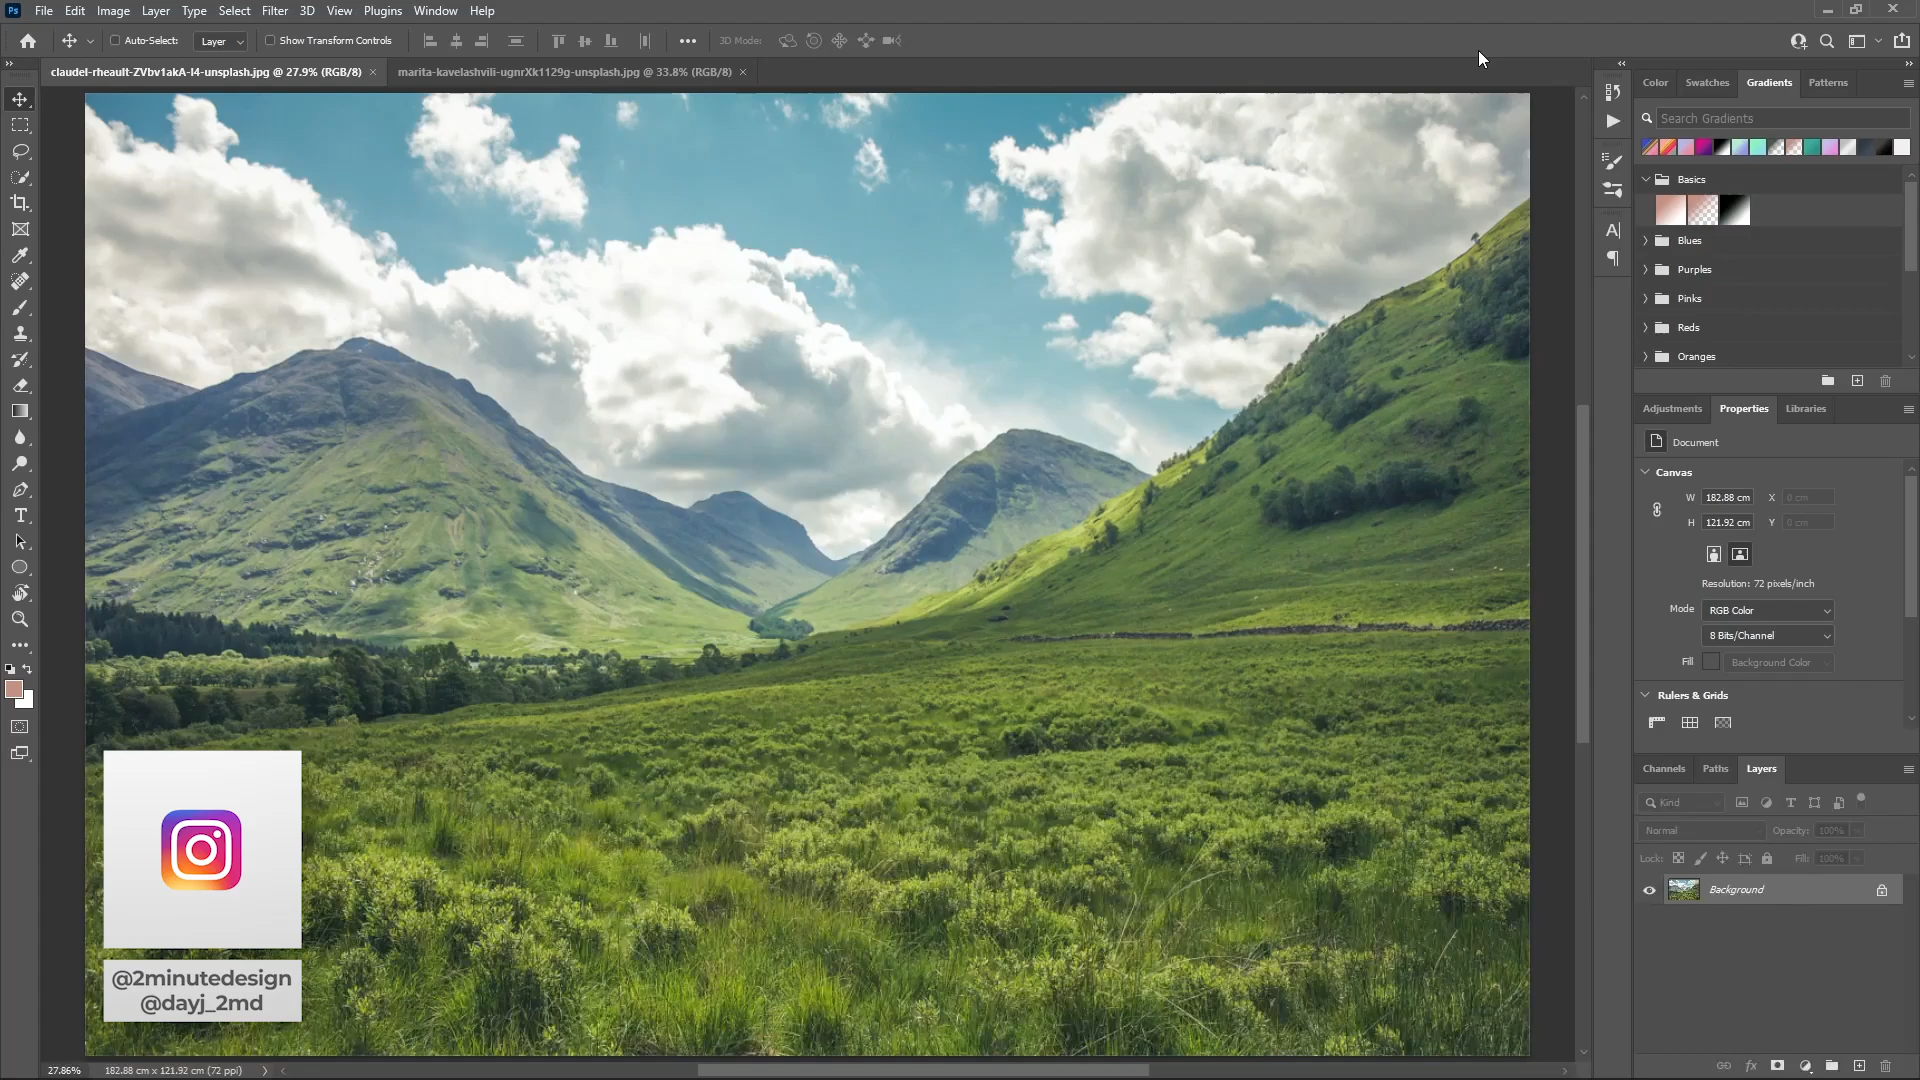 Ps File Edit Image Layer Type Select Filter 3D View Plugins Window Help
Auto-Select: Layer Show Transform Controls 3D Mode:
claudel-rheault-ZVbv1akA-l4-unsplash.jpg @ 27.9% (RGB/8) × marita-kavelashvili-ugnrXk1129g-unsplash.jpg @ 33.8% (RGB/8) ×
Color Swatches Gradients Patterns
Search Gradients
Basics
Blues
Purples
Pinks
Reds
Oranges
Adjustments Properties Libraries
Document
Canvas
W 182.88 cm X 0 cm
H 121.92 cm Y 0 cm
Resolution: 72 pixels/inch
Mode RGB Color
8 Bits/Channel
Fill Background Color
Rulers & Grids
Channels Paths Layers
Kind
Normal Opacity: 100%
Lock: Fill: 100%
Background
@2minutedesign
@dayj_2md
27.86% 182.88 cm x 121.92 cm (72 ppi)